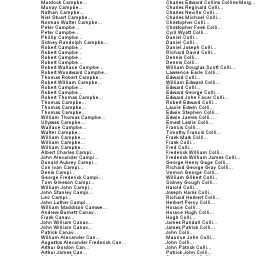 Murdock Campbe...
Murray Campbe...
Nathan Campbe...
Niel Stuart Campbe...
Norman Walter Campbe...
Peter Campbe...
Peter Campbe...
Phillip Campbe...
Sidney Randolph Campbe...
Robert Campbe...
Robert Campbe...
Robert Campbe...
Robert Campbe...
Robert Wallace Campbe...
Robert Woodward Campbe...
Thomas Robert Campbe...
Robert William Campbe...
Robert Campbe...
Robert Campbe...
Robert Thomas Campbe...
Thomas Campbe...
Thomas Campbe...
Thomas Campbe...
William Thomas Campbe...
Ulysses Campbe...
Wallace Campbe...
Walter Campbe...
William Campbe...
William Campbe...
William Campbe...
Albert Charles Campi...
John Alexander Campi...
Donald Aubrey Campi...
Con Ivan Campi...
Denis Campi...
George Frederick Campi...
Tom Gleeson Campi...
William John Campi...
John Stanley Campi...
Leo Campi...
John Luther Campl...
William Maddison Camwe...
Andrew Burnett Canav...
Frank Canav...
John William Canav...
John William Canav...
Patrick Canav...
William Alexander Can...
Augustus Alexander Frederick Can...
Arthur Gordon Can...
Arthur James Can...
Charles Edward Collins Collins-Morg...
Charles Reginald Colli...
Charles Neville Colli...
Charles Michael Colli...
Christopher Colli...
Christopher Feek Colli...
Cyril Wyatt Colli...
Daniel Colli...
Daniel Colli...
Daniel Joseph Colli...
Richard David Colli...
Dennis Colli...
Dennis Colli...
William Douglas Scott Colli...
Lawrence Earle Colli...
Edward Colli...
William Edward Colli...
Edward Colli...
Edward George Colli...
Edward John Facer Colli...
Robert Edward Colli...
Laurie Edwin Colli...
Edwin Stephen Colli...
Edwin James Colli...
Ernest Leslie Colli...
Francis Colli...
Timothy Francis Colli...
Frank Mark Colli...
Frank Colli...
Fred Colli...
Frederick William Colli...
Frederick William James Colli...
George Henry Gage Colli...
Richard George Gray Colli...
Vernon George Colli...
William Gilbert Colli...
Sidney Gough Colli...
Harold Colli...
Joseph Harris Colli...
Richard Herbert Colli...
Herbert Percy Colli...
Horace Colli...
Horace Hugh Colli...
Hugh Colli...
James Randall Colli...
James Patrick Colli...
John Colli...
Maurice John Colli...
John Colli...
John Patrick Colli...
Patrick John Colli...